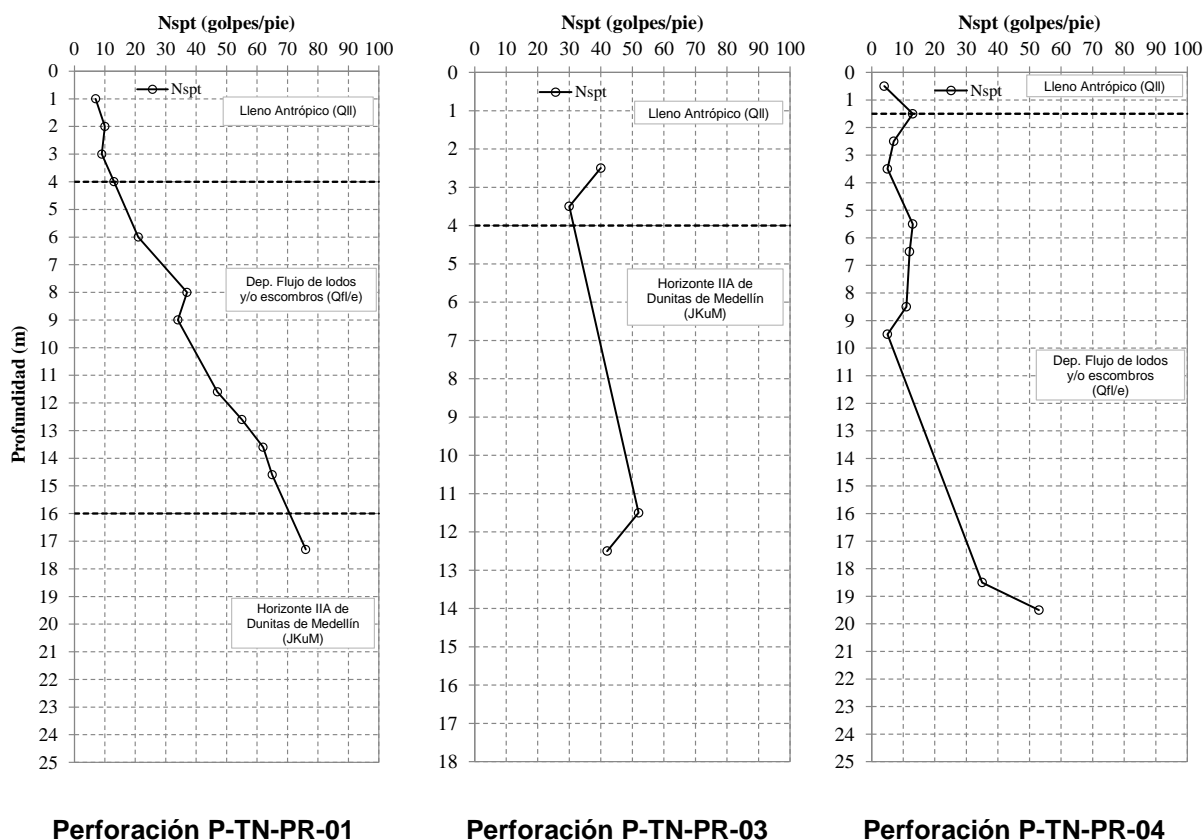 Nspt (golpes/pie)
0 10 20 30 40 50 60 70 80 90 100
Profundidad (m)
0
1
2
3
4
5
6
7
8
9
10
11
12
13
14
15
16
17
18
19
20
21
22
23
24
25
Nspt
Lleno Antrópico (Qll)
Dep. Flujo de lodos
y/o escombros (Qfl/e)
Horizonte IIA de
Dunitas de Medellín
(JKuM)
Perforación P-TN-PR-01
Nspt (golpes/pie)
0 10 20 30 40 50 60 70 80 90 100
0
1
2
3
4
5
6
7
8
9
10
11
12
13
14
15
16
17
18
Nspt
Lleno Antrópico (Qll)
Horizonte IIA de
Dunitas de Medellín
(JKuM)
Perforación P-TN-PR-03
Nspt (golpes/pie)
0 10 20 30 40 50 60 70 80 90 100
0
1
2
3
4
5
6
7
8
9
10
11
12
13
14
15
16
17
18
19
20
21
22
23
24
25
Nspt
Lleno Antrópico (Qll)
Dep. Flujo de lodos
y/o escombros
(Qfl/e)
Perforación P-TN-PR-04